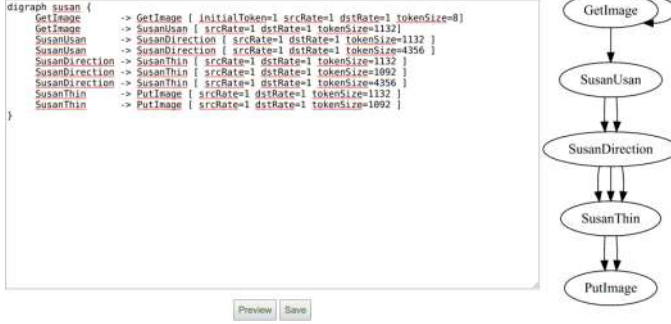 digraph susan {
GetImage -> GetImage [ initialToken=1 srcRate=1 dstRate=1 tokenSize=8]
GetImage -> SusanUsan [ srcRate=1 dstRate=1 tokenSize=1132]
SusanUsan -> SusanDirection [ srcRate=1 dstRate=1 tokenSize=1132 ]
SusanUsan -> SusanDirection [ srcRate=1 dstRate=1 tokenSize=4356 ]
SusanDirection -> SusanThin [ srcRate=1 dstRate=1 tokenSize=1132 ]
SusanDirection -> SusanThin [ srcRate=1 dstRate=1 tokenSize=1092 ]
SusanDirection -> SusanThin [ srcRate=1 dstRate=1 tokenSize=4356 ]
SusanThin -> PutImage [ srcRate=1 dstRate=1 tokenSize=1132 ]
SusanThin -> PutImage [ srcRate=1 dstRate=1 tokenSize=1092 ]
}
Preview Save
GetImage
SusanUsan
SusanDirection
SusanThin
PutImage